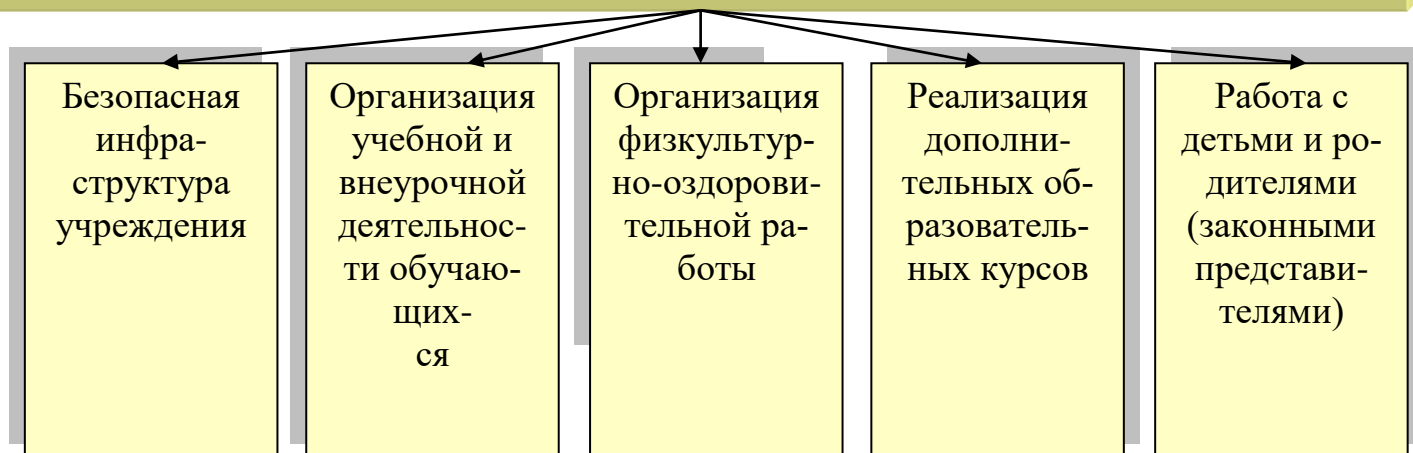 Безопасная
инфра-
структура
учреждения
Организация
учебной и
внеурочной
деятельнос-
ти обучаю-
щих-
ся
Организация
физкультур-
но-оздорови-
тельной ра-
боты
Реализация
дополни-
тельных об-
разователь-
ных курсов
Работа с
детьми и ро-
дителями
(законными
представи-
телями)